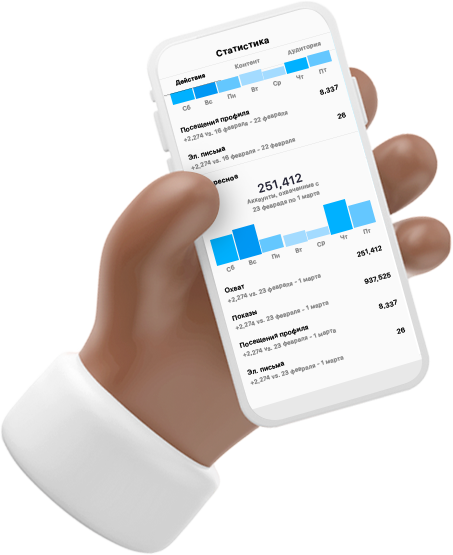 Статистика
Действия Контент Аудитория
Сб Вс Пн Вт Ср Чт Пт
Посещения профиля 8,337
+2,274 vs. 16 февраля - 22 февраля
Эл. письма 26
+2,274 vs. 16 февраля - 22 февраля
ресное
251,412
Аккаунты, охваченные с
23 февраля по 1 марта
Сб Вс Пн Вт Ср Чт Пт
Охват 251,412
+2,274 vs. 23 февраля - 1 марта
Показы 937,525
+2,274 vs. 23 февраля - 1 марта
Посещения профиля 8,337
+2,274 vs. 23 февраля - 1 марта
Эл. письма 26
+2,274 vs. 23 февраля - 1 марта